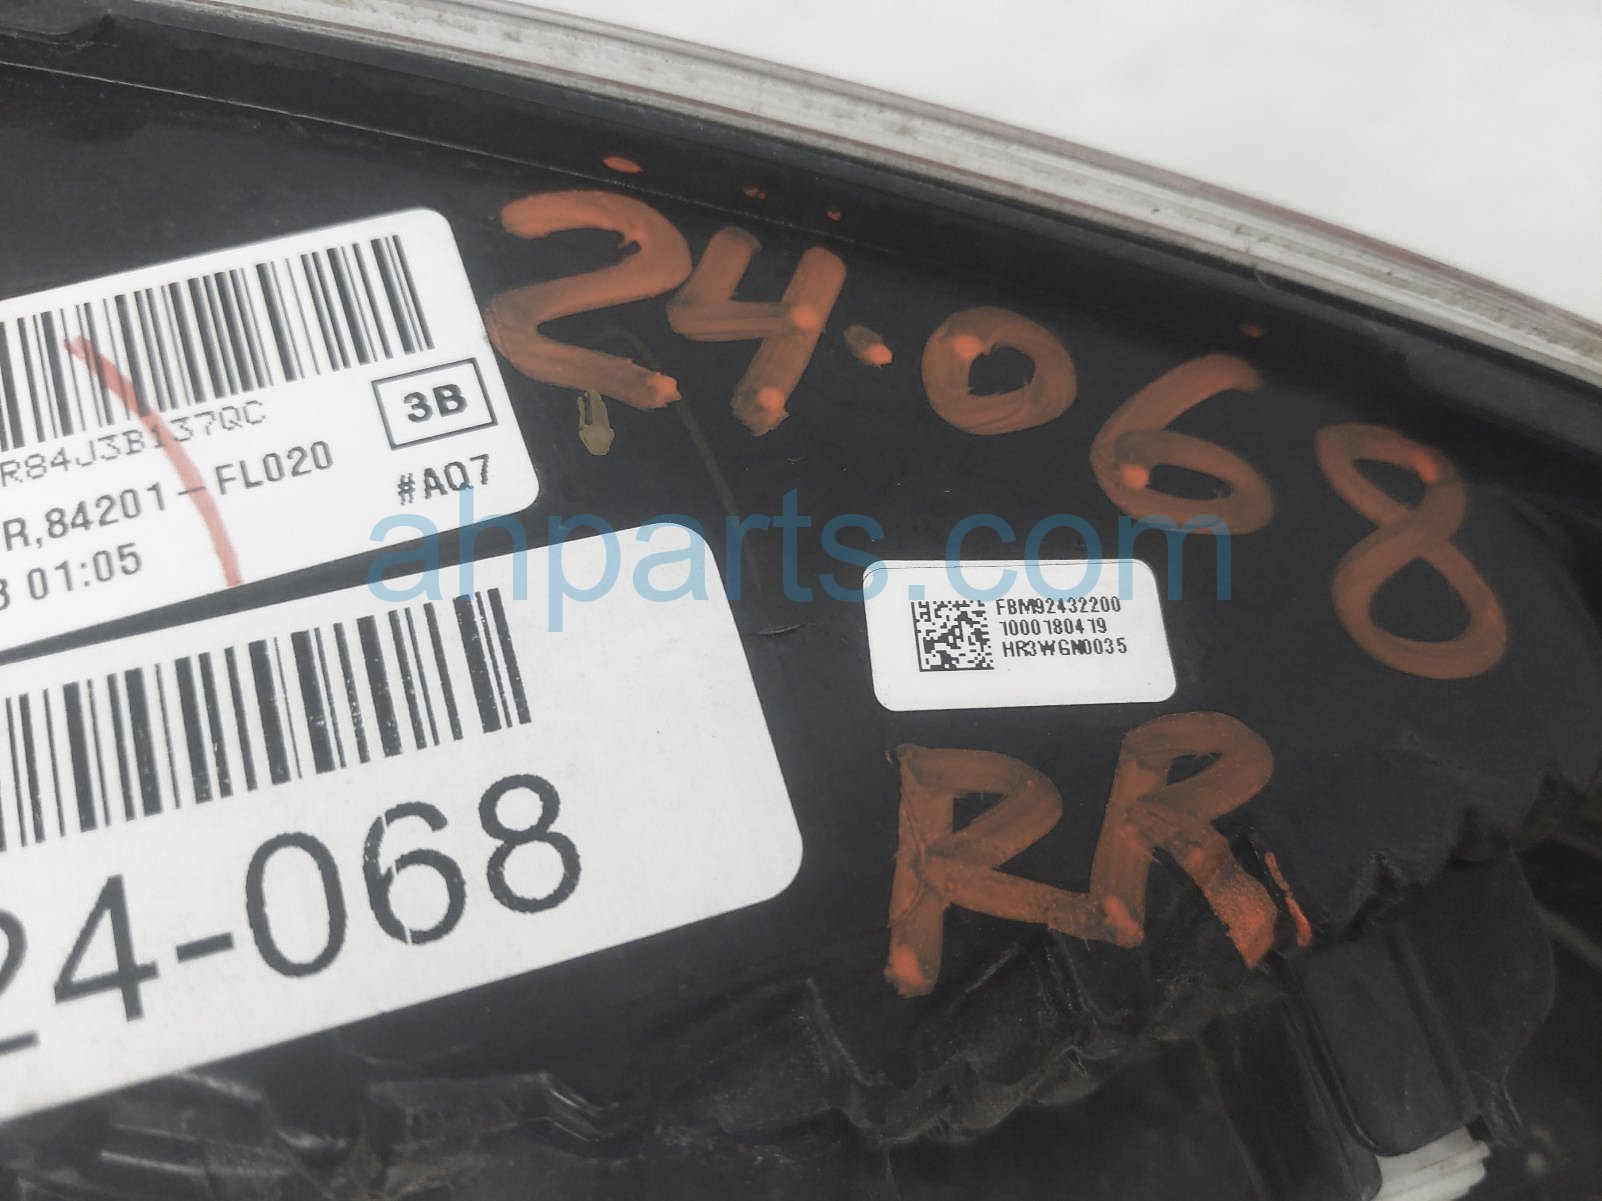 R84J3B137QC
3B
R,84201-FL020
#AQ7
3 01:05
24-068
24-068
FBM92432200
1000180419
HR3WGN0035
RR
ahparts.com